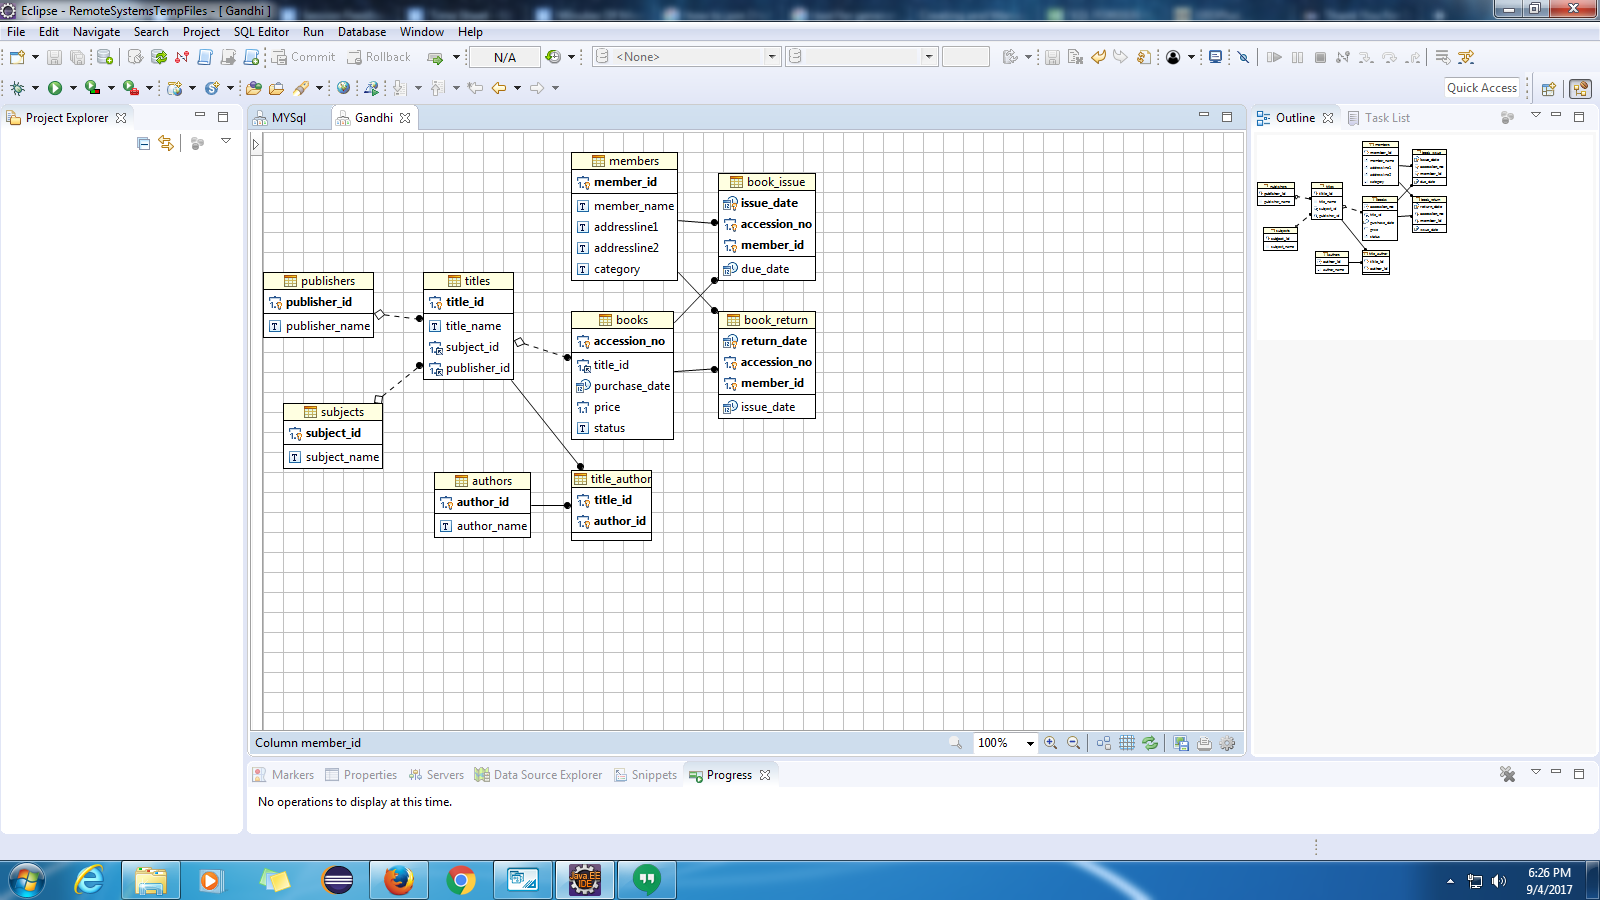 Eclipse - RemoteSystemsTempFiles - [ Gandhi ]
File Edit Navigate Search Project SQL Editor Run Database Window Help
Commit Rollback N/A <None>
Quick Access
Project Explorer
MYSql Gandhi
Outline Task List
members
member_id
member_name
addressline1
addressline2
category
book_issue
issue_date
accession_no
member_id
due_date
publishers
publisher_id
publisher_name
titles
title_id
title_name
subject_id
publisher_id
books
accession_no
title_id
purchase_date
price
status
book_return
return_date
accession_no
member_id
issue_date
subjects
subject_id
subject_name
authors
author_id
author_name
title_author
title_id
author_id
Column member_id
100%
Markers Properties Servers Data Source Explorer Snippets Progress
No operations to display at this time.
Java EE
IDE
6:26 PM
9/4/2017